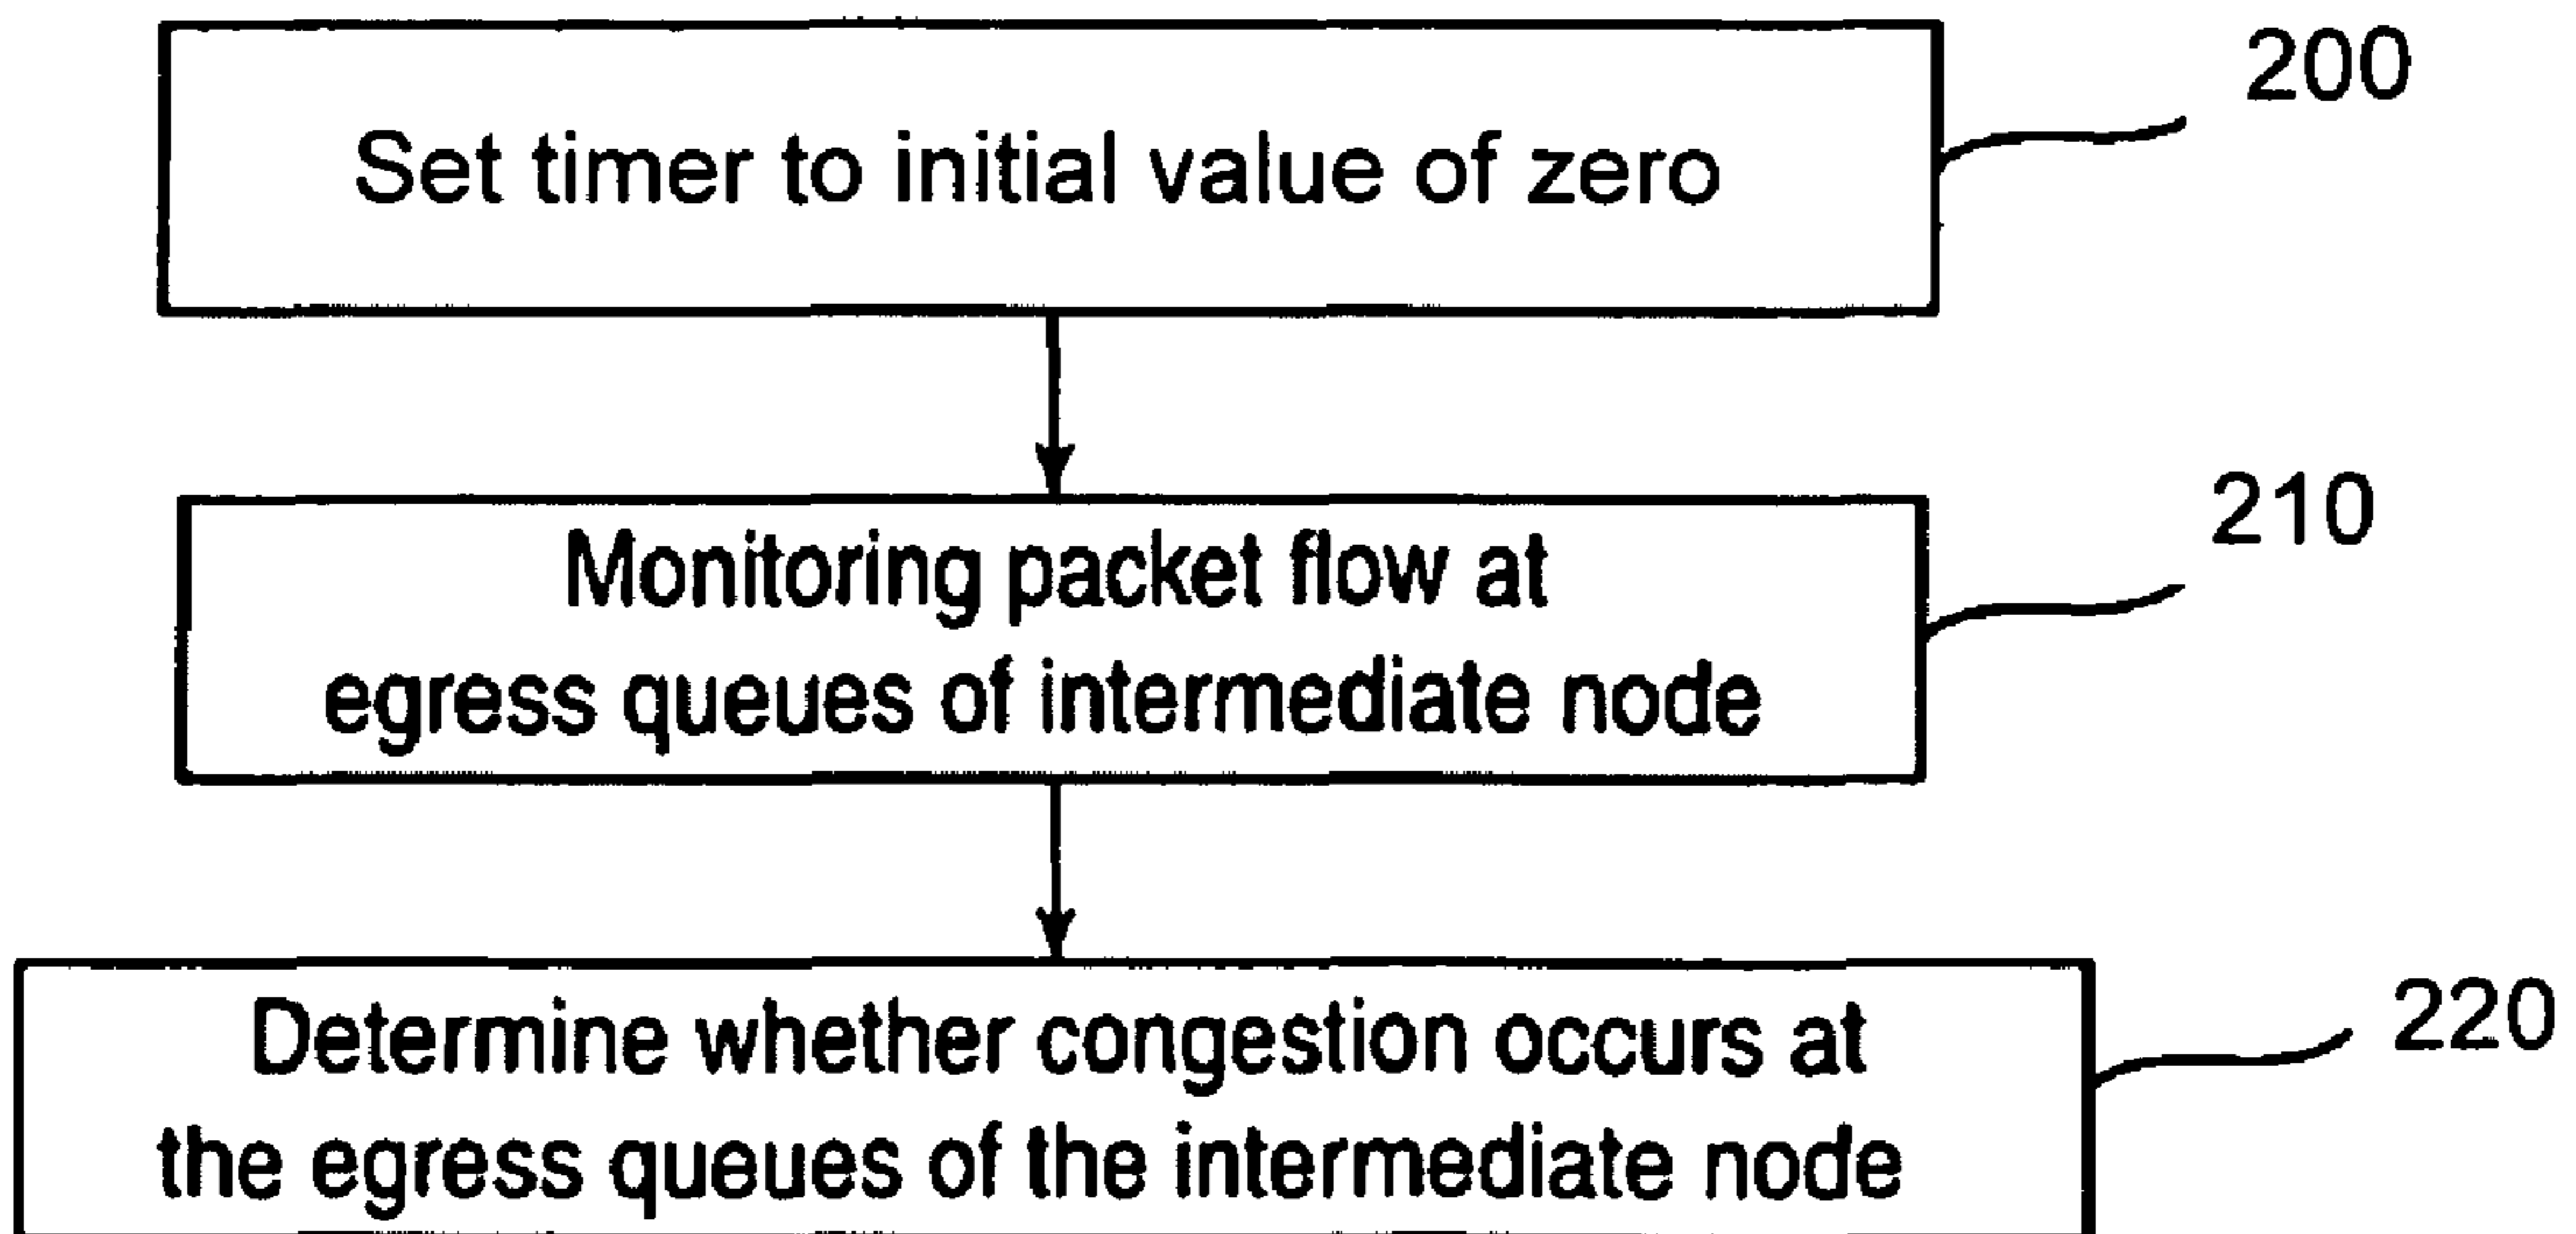 200
Set timer to initial value of zero
210
Monitoring packet flow at
egress queues of intermediate node
220
Determine whether congestion occurs at
the egress queues of the intermediate node